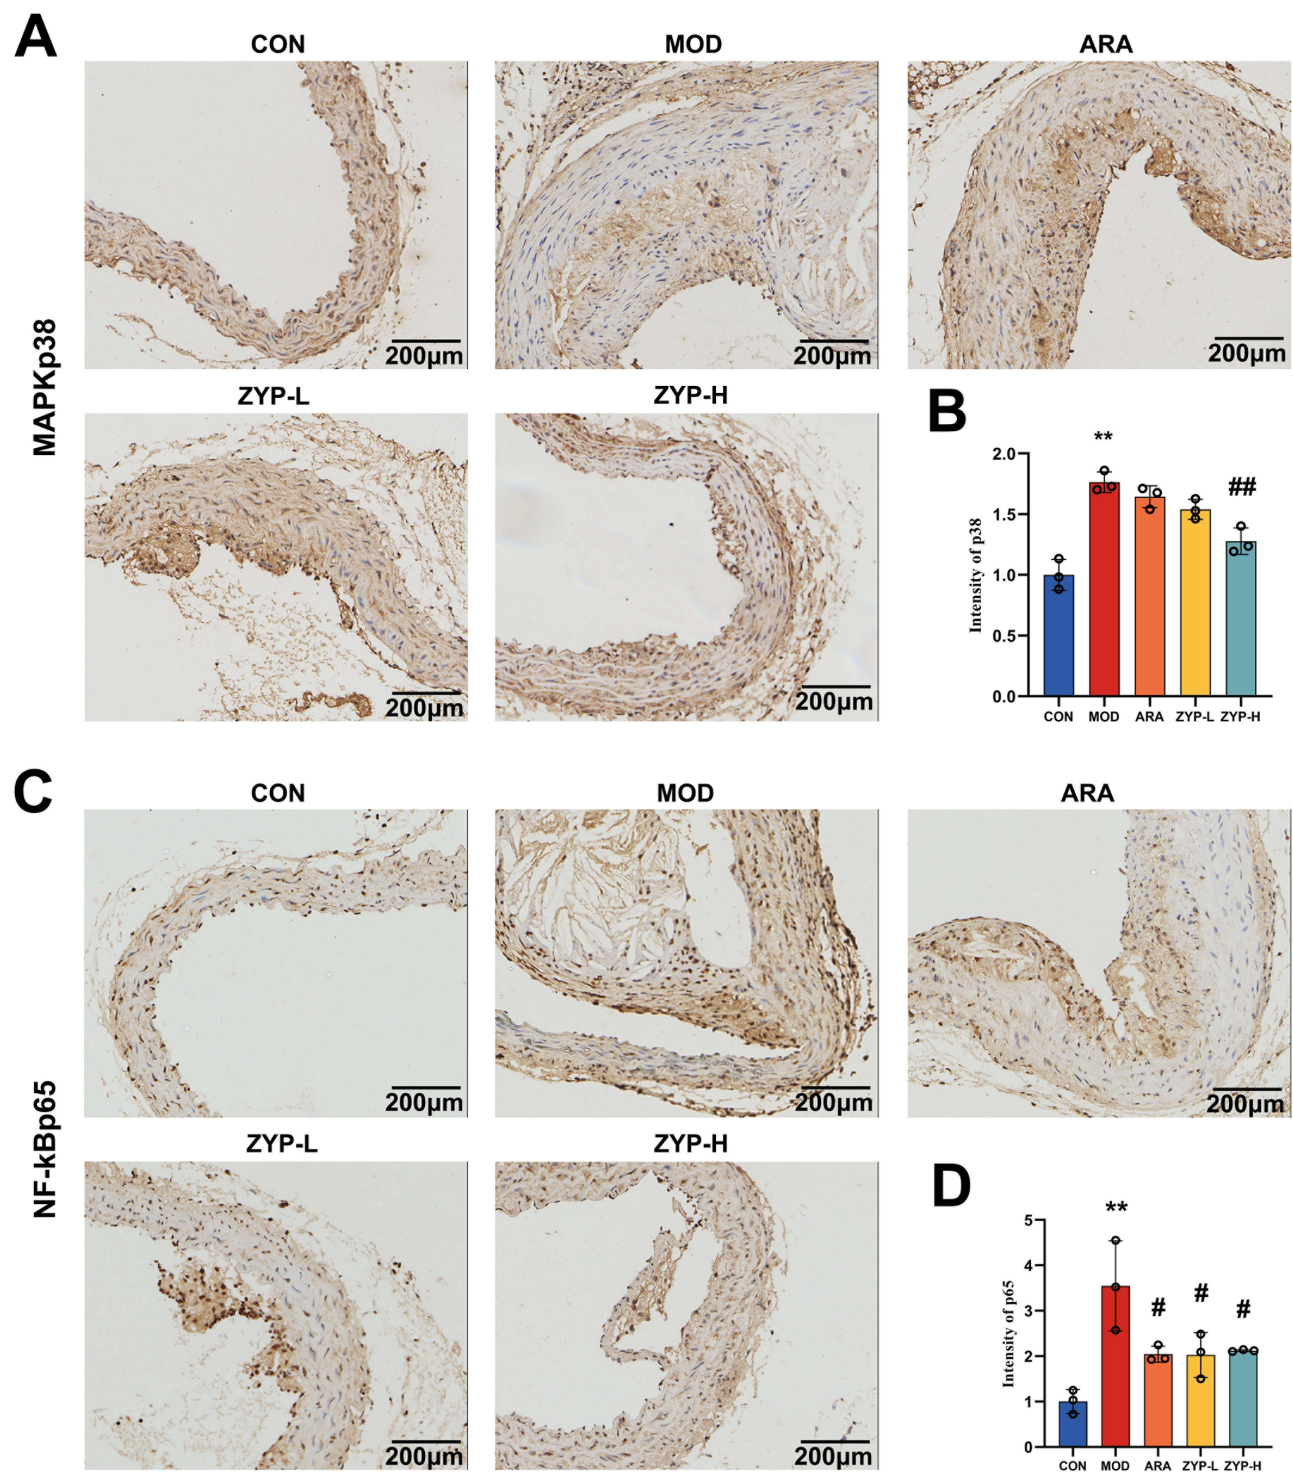 A
CON
MOD
ARA
MAPKp38
200µm
200µm
200µm
ZYP-L
ZYP-H
200µm
200µm
B
**
##
Intensity of p38
2.0
1.5
1.0
0.5
0.0
CON MOD ARA ZYP-L ZYP-H
C
CON
MOD
ARA
NF-kBp65
200µm
200µm
200µm
ZYP-L
ZYP-H
200µm
200µm
D
**
# # #
Intensity of p65
5
4
3
2
1
0
CON MOD ARA ZYP-L ZYP-H